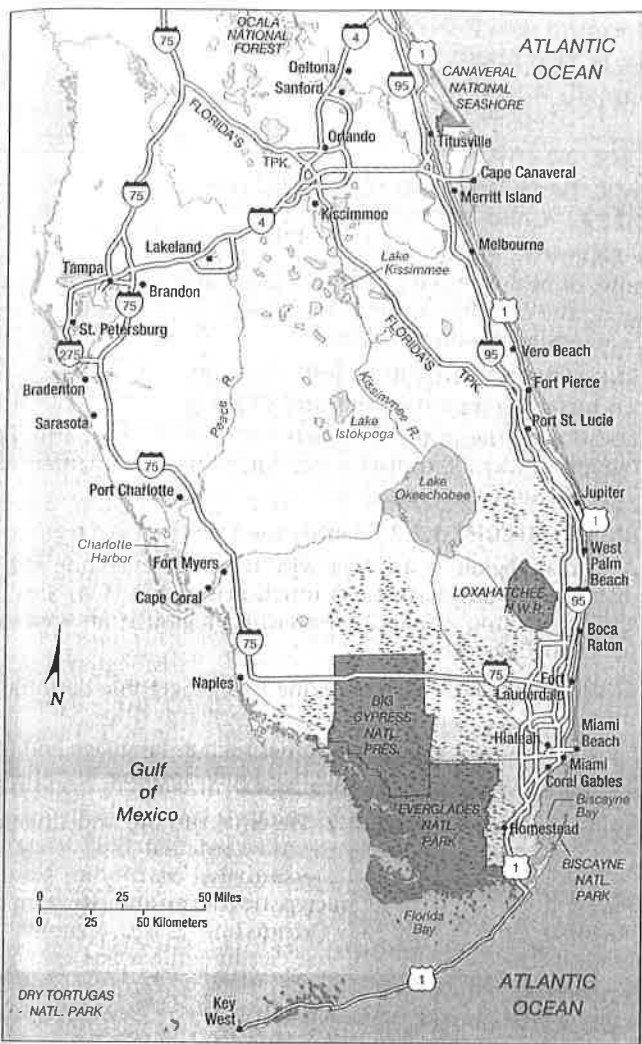 75
OCALA
NATIONAL
FOREST
4
1
ATLANTIC
OCEAN
Deltona
Sanford
95
CANAVERAL
NATIONAL
SEASHORE
FLORIDA'S
TPK.
Orlando
Titusville
75
Cape Canaveral
Merritt Island
4
Kissimmee
Lakeland
Lake
Kissimmee
Melbourne
Tampa
Brandon
75
1
St. Petersburg
275
FLORIDA'S
TPK.
95
Vero Beach
Bradenton
Sarasota
Peace R.
Kissimmee R.
Fort Pierce
Lake
Istokpoga
Port St. Lucie
75
Port Charlotte
Lake
Okeechobee
Jupiter
1
Charlotte
Harbor
Fort Myers
Cape Coral
West
Palm
Beach
LOXAHATCHEE
N.W.R.
95
Boca
Raton
N
75
75
Naples
Fort
Lauderdale
BIG
CYPRESS
NATL.
PRES.
Hialeah
Miami
Beach
Miami
Coral Gables
Gulf
of
Mexico
EVERGLADES
NATL.
PARK
Biscayne
Bay
Homestead
1
BISCAYNE
NATL.
PARK
0 25 50 Miles
0 25 50 Kilometers
Florida
Bay
1
DRY TORTUGAS
NATL. PARK
Key
West
ATLANTIC
OCEAN